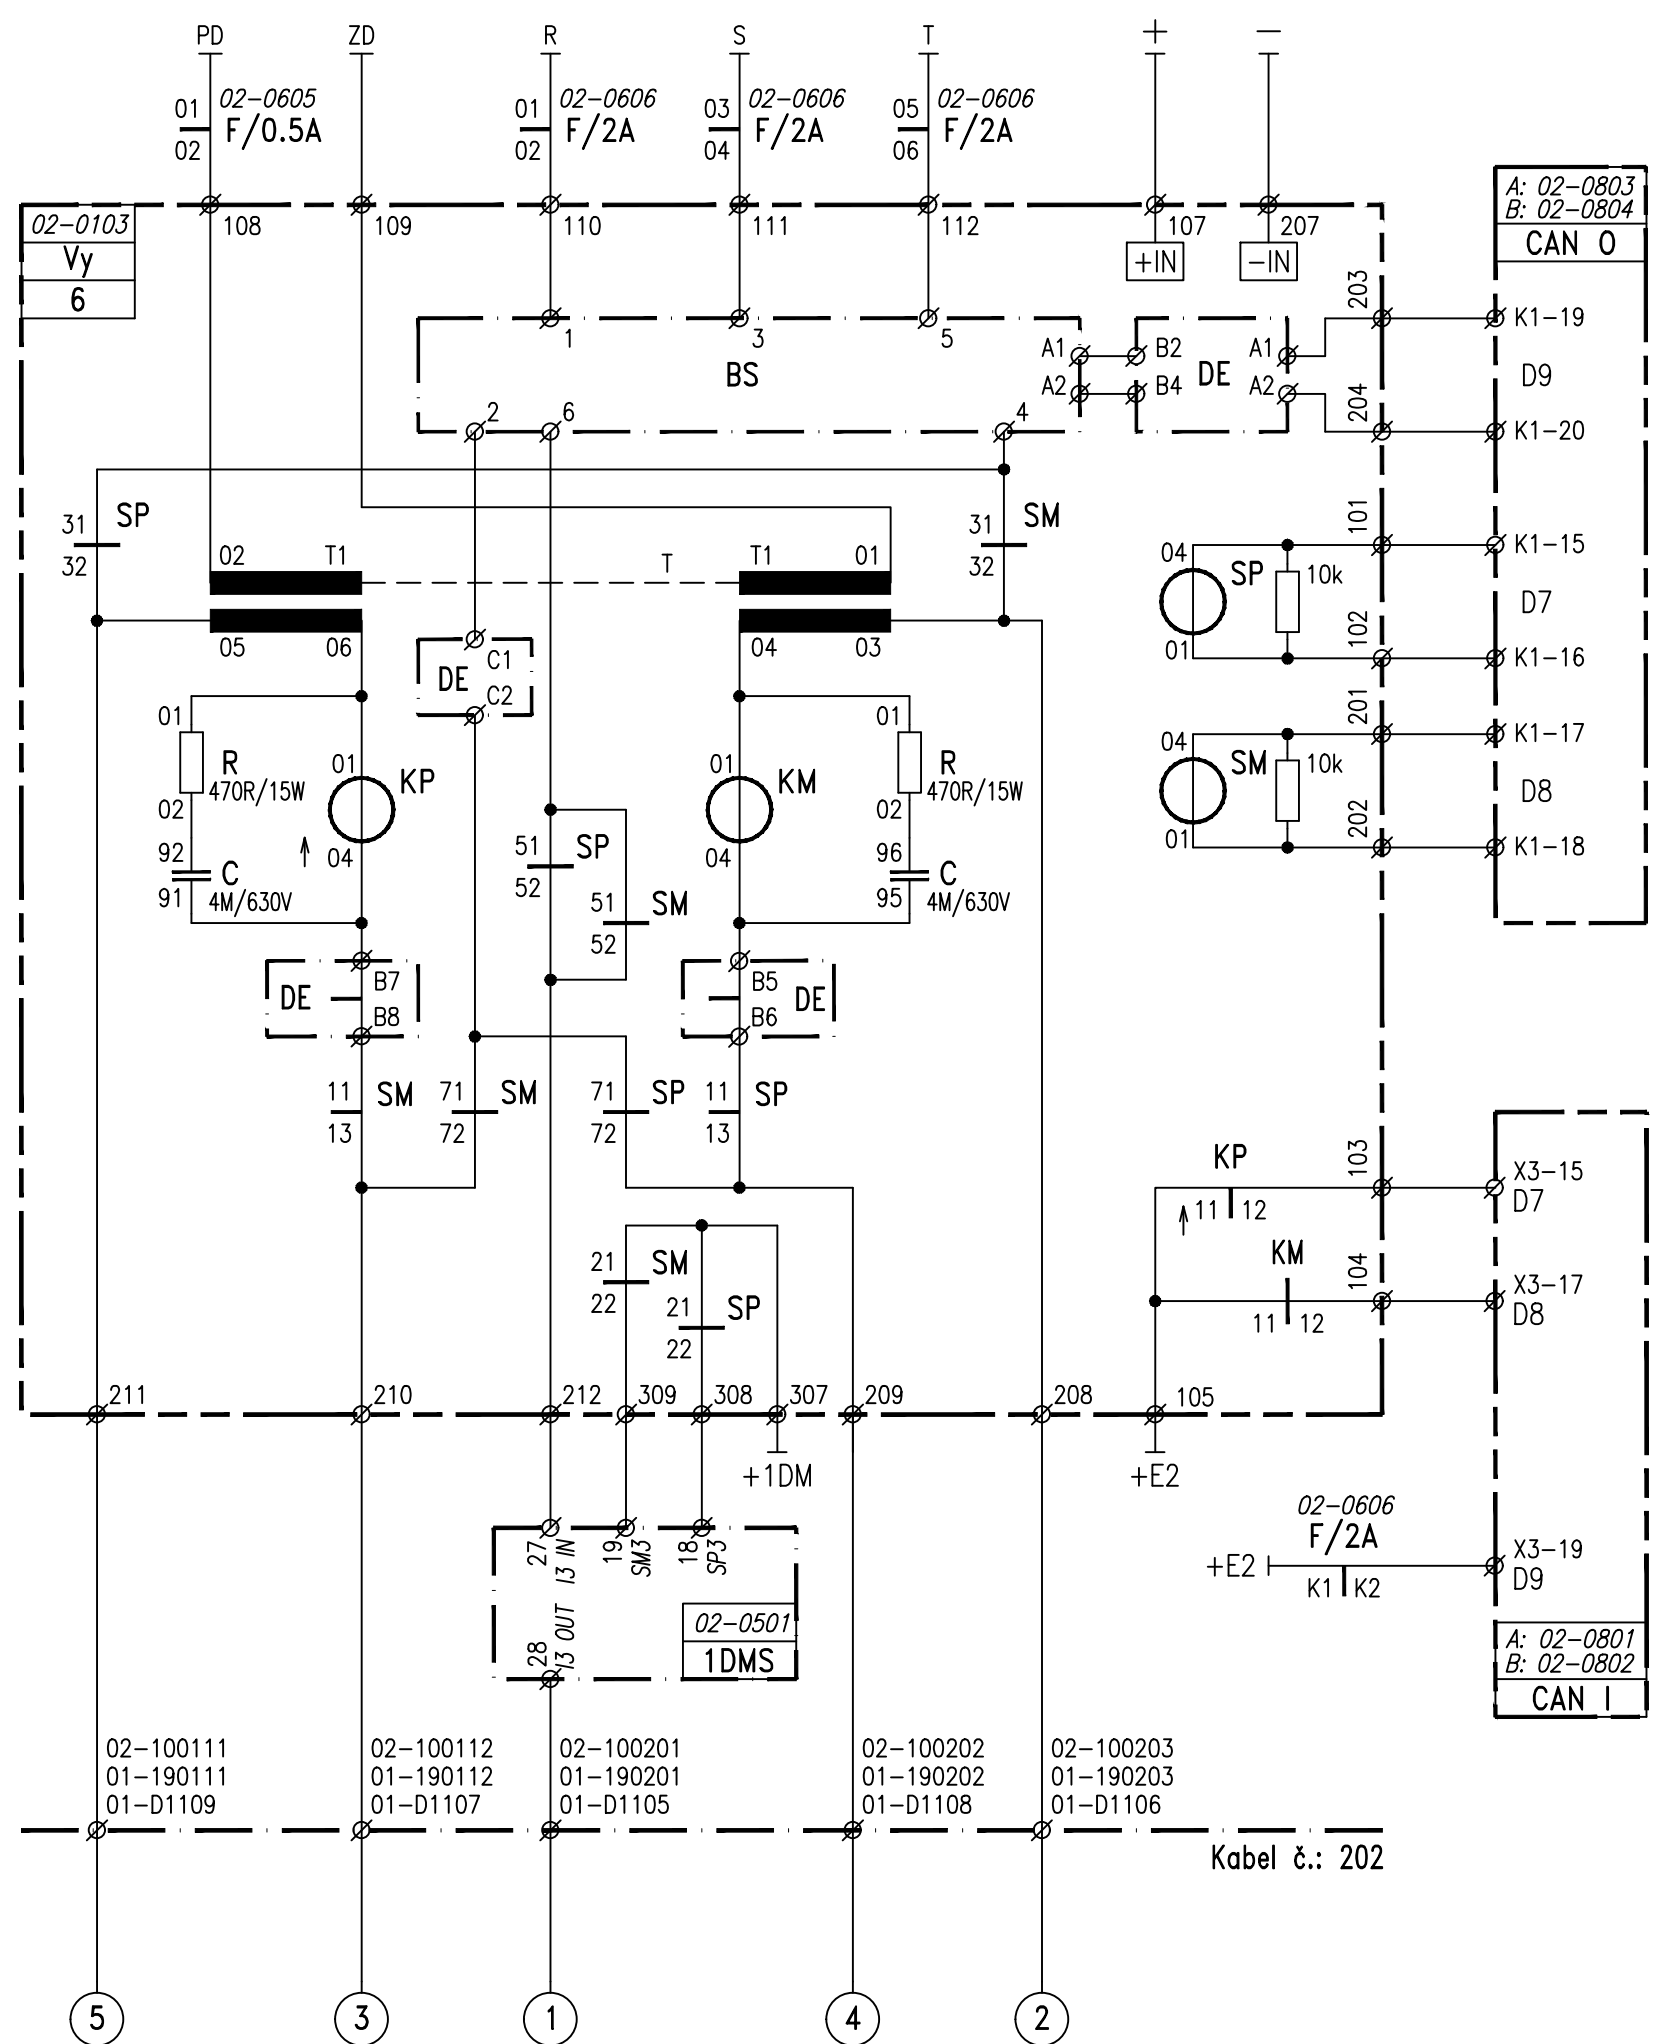 PD ZD R S T + −
01 02-0605
F/0.5A
02
01 02-0606
F/2A
02
03 02-0606
F/2A
04
05 02-0606
F/2A
06
A: 02-0803
B: 02-0804
CAN 0
02-0103
Vy
6
108 109 110 111 112 107 207
+IN -IN
1 3 5
BS
A1 B2 DE A1
A2 B4 A2
203
204
K1-19
D9
K1-20
2 6 4
31 SP
32
31 SM
32
02 T1 T T1 01
05 06 04 03
04 SP 10k
01
101
102
K1-15
D7
K1-16
DE C1
C2
04 SM 10k
01
201
202
K1-17
D8
K1-18
01 R
470R/15W
02
92 C
91 4M/630V
01 KP
04
01 KM
04
01 R
470R/15W
02
96 C
95 4M/630V
51 SP
52
51 SM
52
DE B7
B8
B5 DE
B6
11 SM
13
71 SM
72
71 SP
72
11 SP
13
KP
11 12
103
X3-15
D7
KM
11 12
104
X3-17
D8
21 SM
22
21 SP
22
211 210 212 309 308 307 209 208 105
+1DM +E2
02-0606
F/2A
+E2 K1 K2
X3-19
D9
27 I3 IN
19 SM3
18 SP3
28 I3 OUT
02-0501
1DMS
A: 02-0801
B: 02-0802
CAN I
02-100111 02-100112 02-100201 02-100202 02-100203
01-190111 01-190112 01-190201 01-190202 01-190203
01-D1109 01-D1107 01-D1105 01-D1108 01-D1106
Kabel č.: 202
5 3 1 4 2